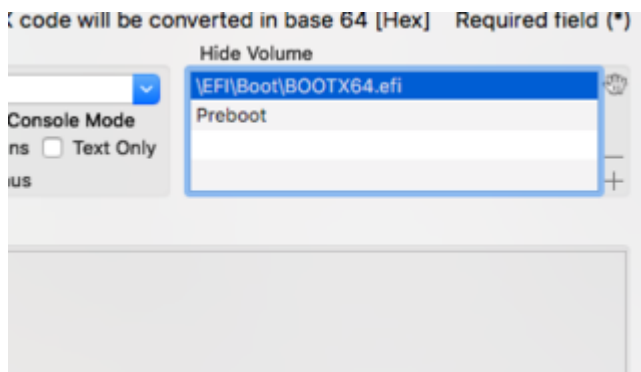 X code will be converted in base 64 [Hex] Required field (*)
Hide Volume
\EFI\Boot\BOOTX64.efi
Console Mode
Preboot
ns Text Only
us